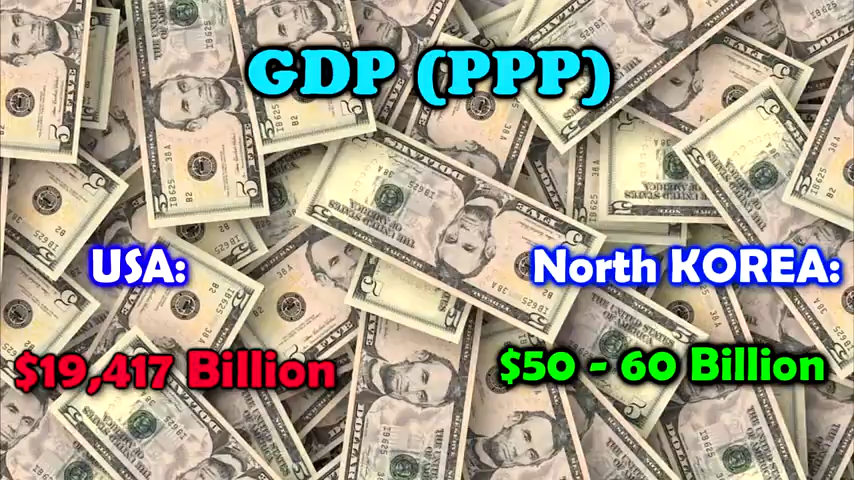 GDP (PPP)
USA:
North KOREA:
$19,417 Billion
$50 - 60 Billion